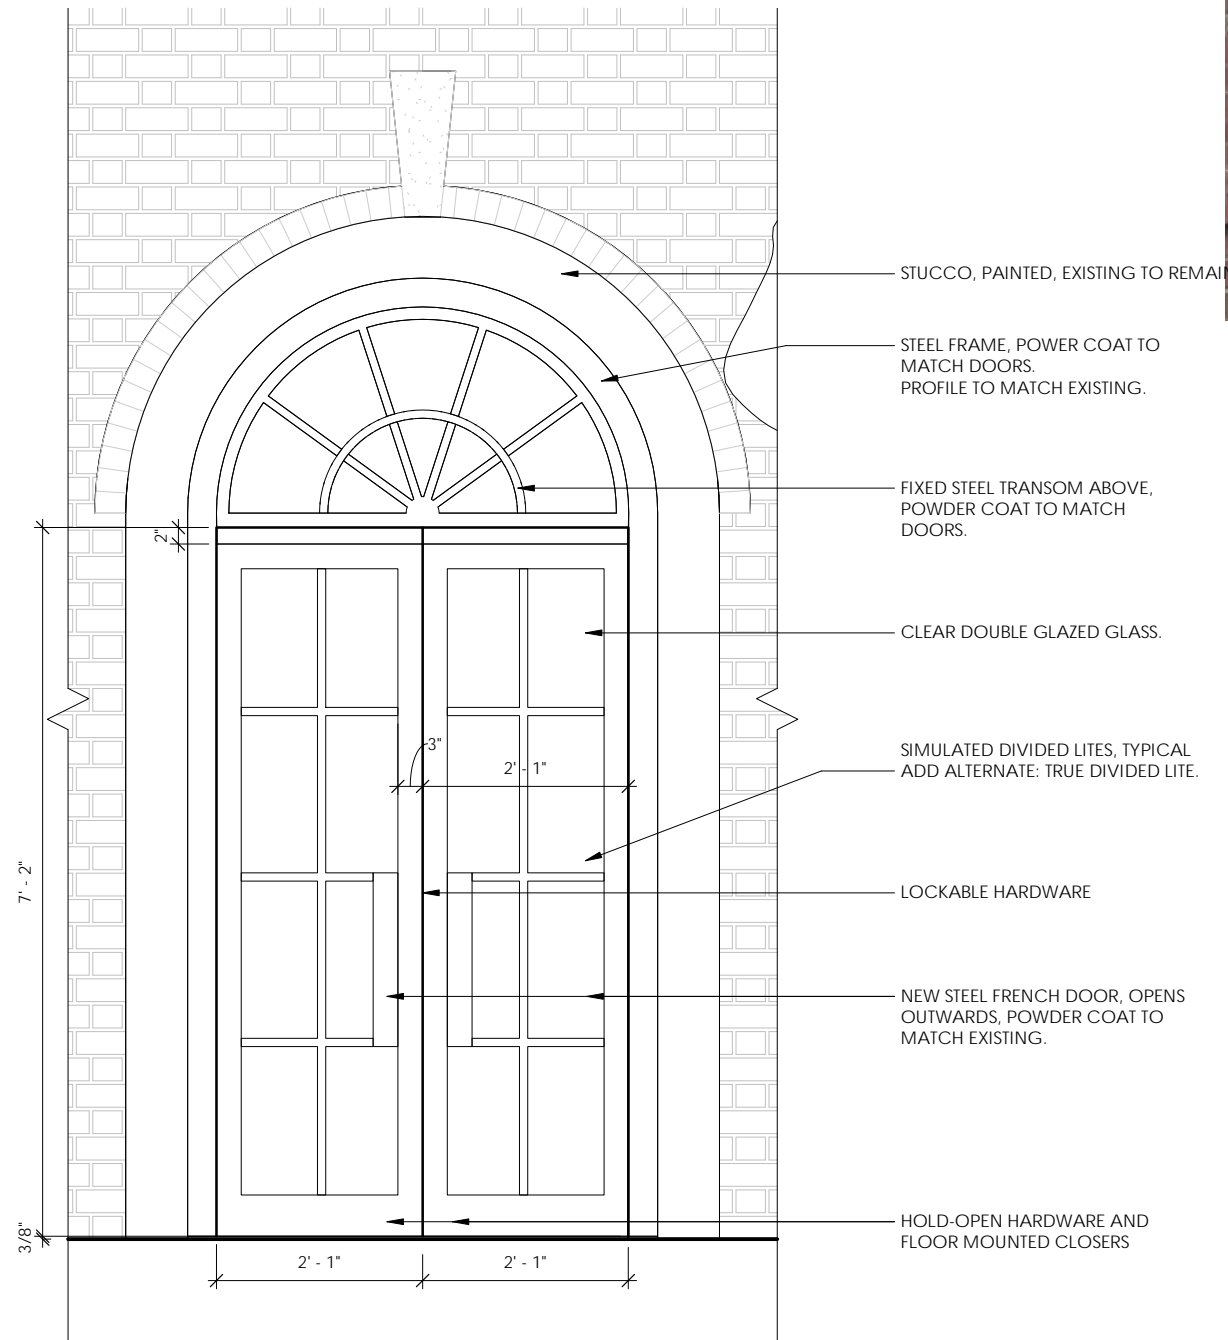 STUCCO, PAINTED, EXISTING TO REMAIN
STEEL FRAME, POWER COAT TO
MATCH DOORS.
PROFILE TO MATCH EXISTING.
FIXED STEEL TRANSOM ABOVE,
POWDER COAT TO MATCH
DOORS.
2"
CLEAR DOUBLE GLAZED GLASS.
3"
2' - 1"
SIMULATED DIVIDED LITES, TYPICAL
ADD ALTERNATE: TRUE DIVIDED LITE.
7' - 2"
LOCKABLE HARDWARE
NEW STEEL FRENCH DOOR, OPENS
OUTWARDS, POWDER COAT TO
MATCH EXISTING.
HOLD-OPEN HARDWARE AND
FLOOR MOUNTED CLOSERS
3/8"
2' - 1"
2' - 1"